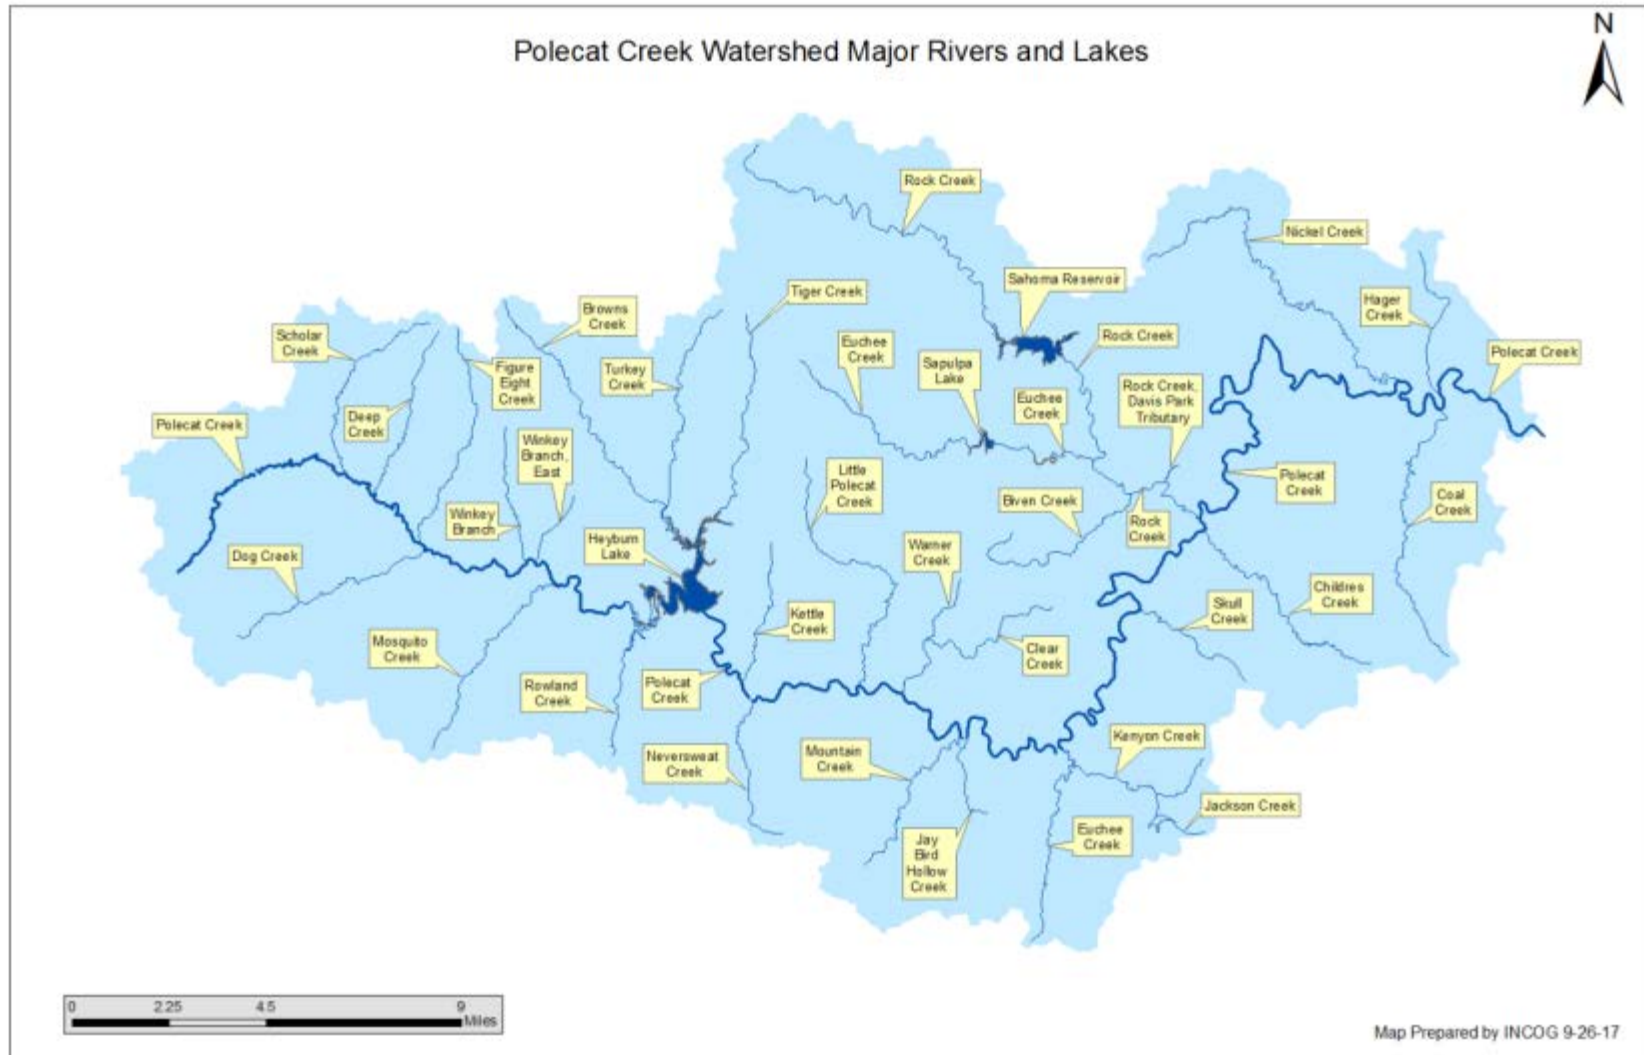 N
Polecat Creek Watershed Major Rivers and Lakes
Rock Creek
Nickel Creek
Sahoma Reservoir
Tiger Creek
Hager
Creek
Browns
Creek
Scholar
Creek
Euchee
Creek
Rock Creek
Polecat Creek
Sapulpa
Lake
Figure
Eight
Creek
Turkey
Creek
Rock Creek,
Davis Park
Tributary
Euchee
Creek
Deep
Creek
Polecat Creek
Winkey
Branch,
East
Little
Polecat
Creek
Polecat
Creek
Biven Creek
Coal
Creek
Winkey
Branch
Rock
Creek
Heyburn
Lake
Warner
Creek
Dog Creek
Childres
Creek
Skull
Creek
Kettle
Creek
Mosquito
Creek
Clear
Creek
Rowland
Creek
Polecat
Creek
Kenyon Creek
Mountain
Creek
Neversweat
Creek
Jackson Creek
Euchee
Creek
Jay
Bird
Hollow
Creek
0 2.25 4.5 9
Miles
Map Prepared by INCOG 9-26-17